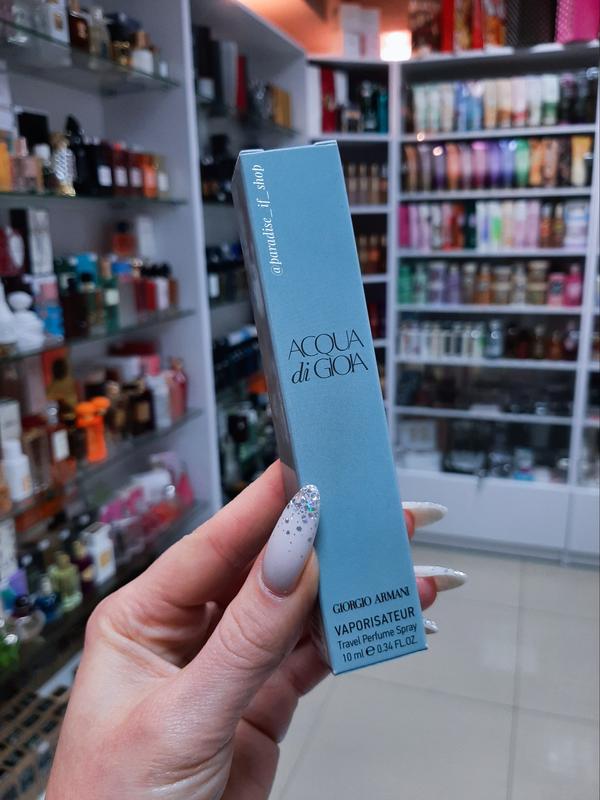 @paradise_if_shop
ACQUA
di GIOIA
GIORGIO ARMANI
VAPORISATEUR
Travel Perfume Spray
10 ml ℮ 0.34 FL.OZ.